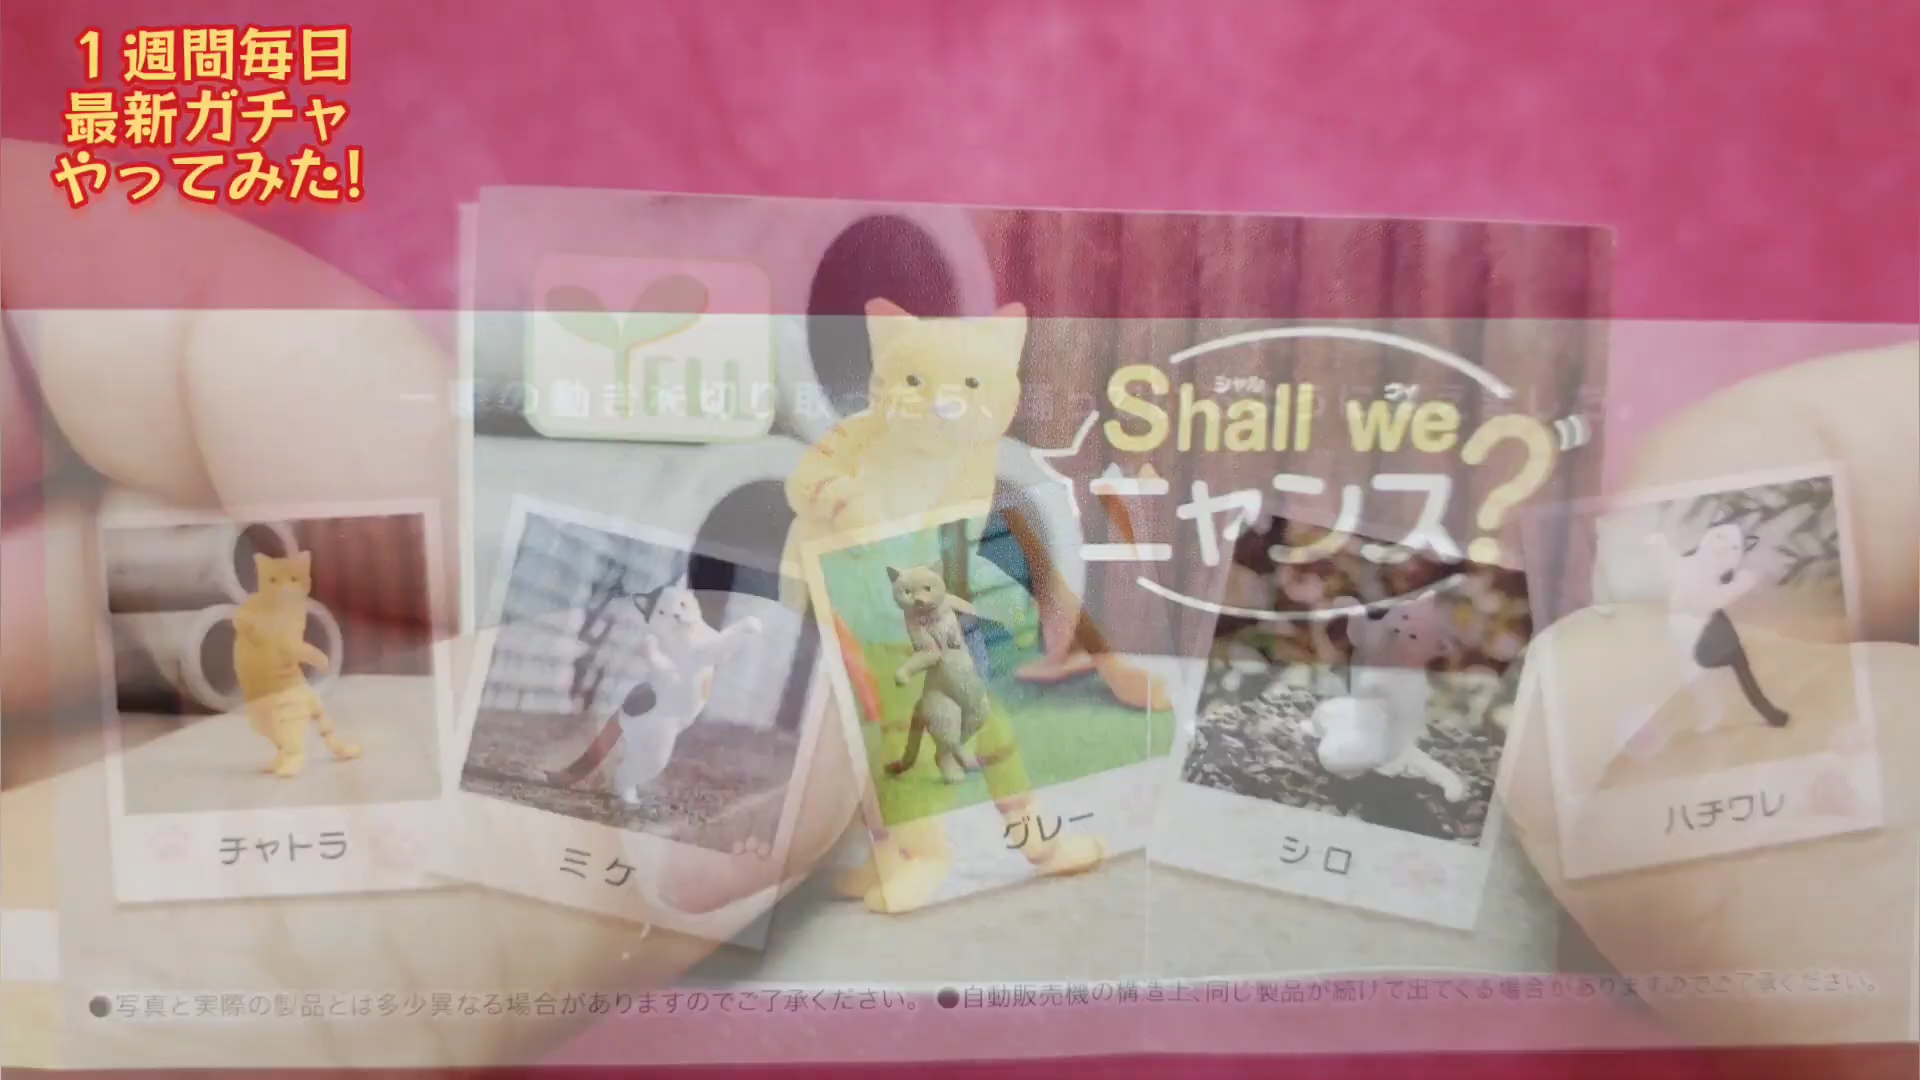 １週間毎日
最新ガチャ
やってみた!
YELL
シャル ウィ
Shall we
ニャンス?
チャトラ
ミケ
グレー
シロ
ハチワレ
●写真と実際の製品とは多少異なる場合がありますのでご了承ください。●自動販売機の構造上、同じ製品が続けて出てくる場合がありますのでご了承ください。